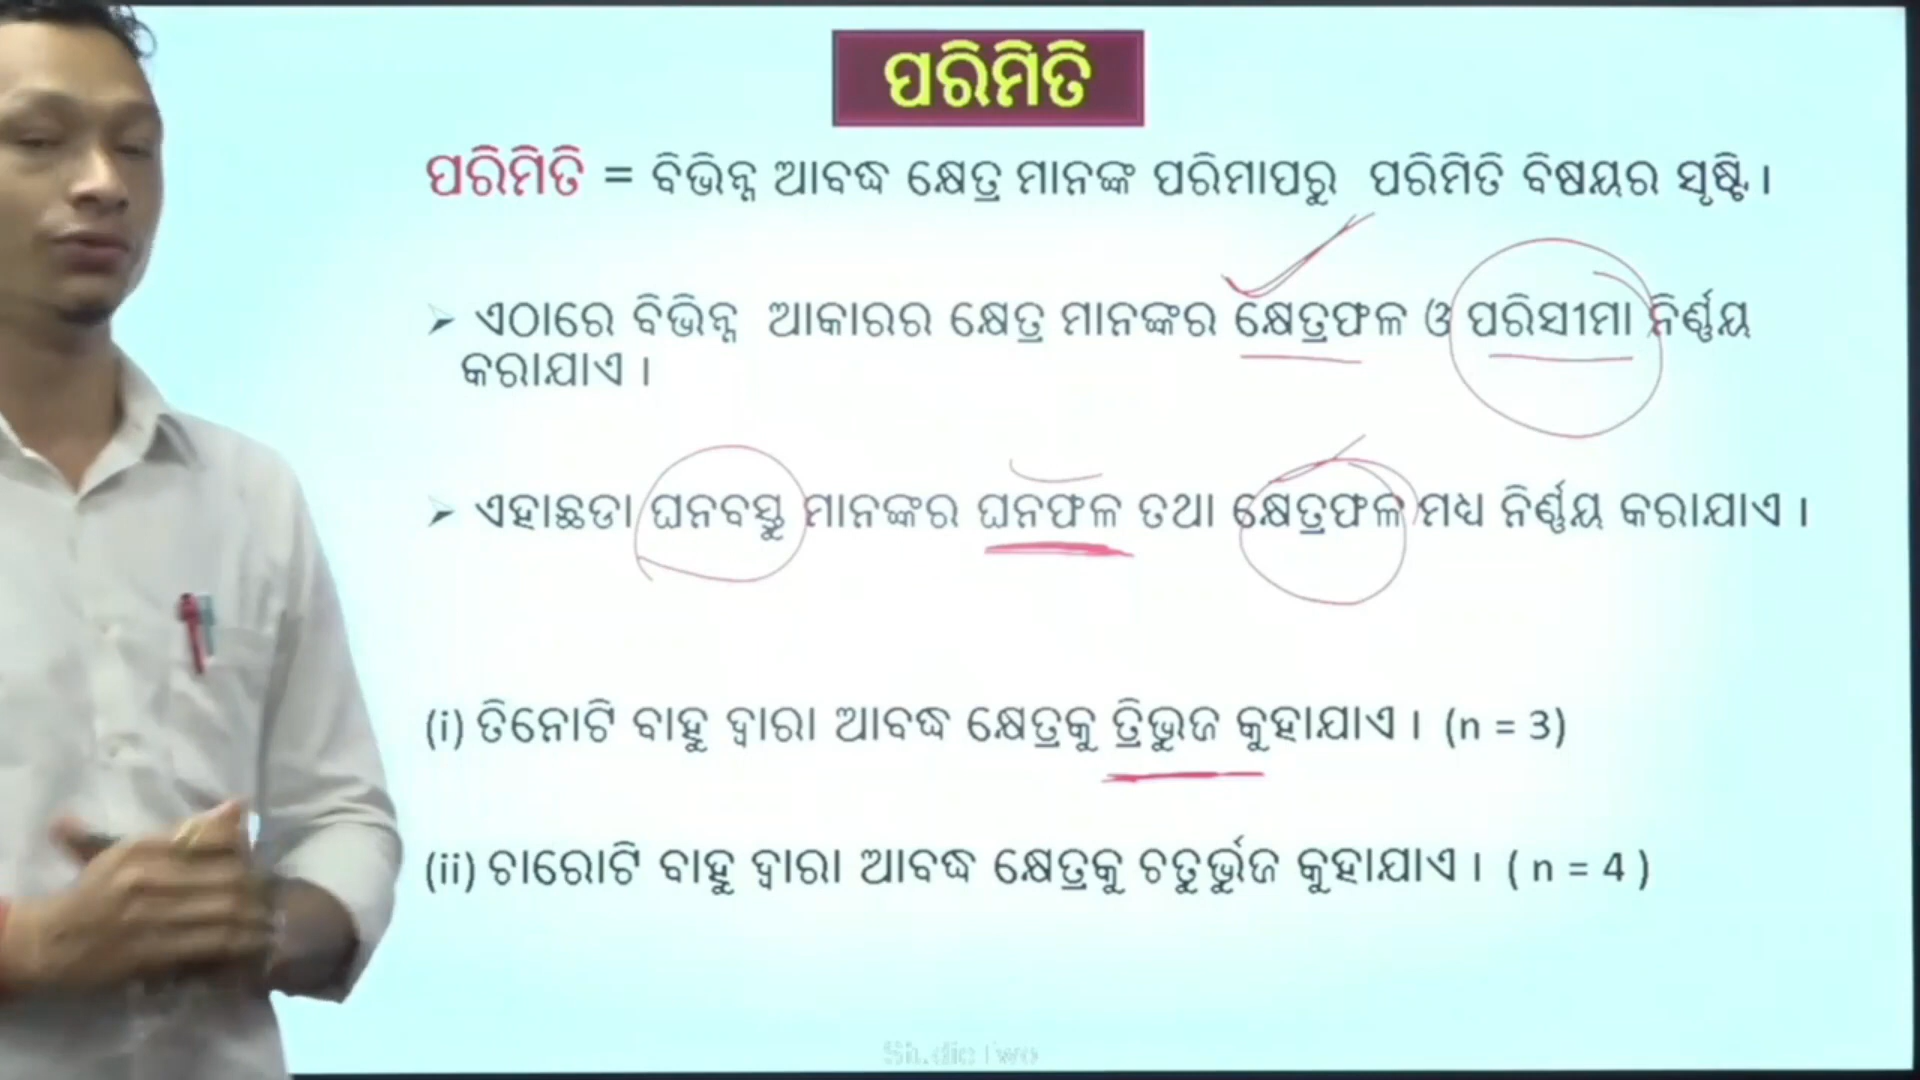 ପରିମିତି
ପରିମିତି = ବିଭିନ୍ନ ଆବଦ୍ଧ କ୍ଷେତ୍ର ମାନଙ୍କ ପରିମାପରୁ ପରିମିତି ବିଷୟର ସୃଷ୍ଟି ।
➢ ଏଠାରେ ବିଭିନ୍ନ ଆକାରର କ୍ଷେତ୍ର ମାନଙ୍କର କ୍ଷେତ୍ରଫଳ ଓ ପରିସୀମା ନିର୍ଣ୍ଣୟ
କରାଯାଏ ।
➢ ଏହାଛଡା ଘନବସ୍ତୁ ମାନଙ୍କର ଘନଫଳ ତଥା କ୍ଷେତ୍ରଫଳ ମଧ୍ୟ ନିର୍ଣ୍ଣୟ କରାଯାଏ ।
(i) ତିନୋଟି ବାହୁ ଦ୍ୱାରା ଆବଦ୍ଧ କ୍ଷେତ୍ରକୁ ତ୍ରିଭୁଜ କୁହାଯାଏ । (n = 3)
(ii) ଚାରୋଟି ବାହୁ ଦ୍ୱାରା ଆବଦ୍ଧ କ୍ଷେତ୍ରକୁ ଚତୁର୍ଭୁଜ କୁହାଯାଏ । ( n = 4 )